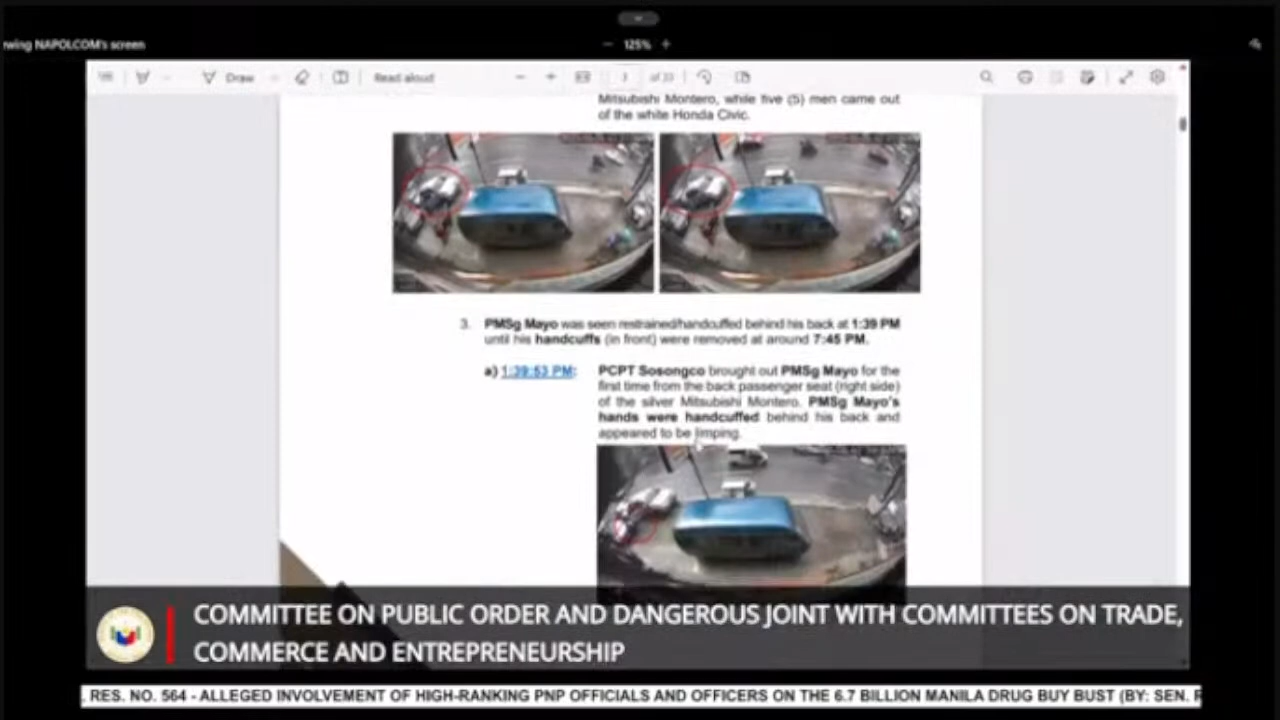 ewing NAPOLCOM's screen
125%
Draw
Read aloud
3
of 33
Mitsubishi Montero, while five (5) men came out
of the white Honda Civic.
3. PMSg Mayo was seen restrained/handcuffed behind his back at 1:39 PM
until his handcuffs (in front) were removed at around 7:45 PM.
a) 1:39:53 PM: PCPT Sosongco brought out PMSg Mayo for the
first time from the back passenger seat (right side)
of the silver Mitsubishi Montero. PMSg Mayo's
hands were handcuffed behind his back and
appeared to be limping.
COMMITTEE ON PUBLIC ORDER AND DANGEROUS JOINT WITH COMMITTEES ON TRADE,
COMMERCE AND ENTREPRENEURSHIP
. RES. NO. 564 - ALLEGED INVOLVEMENT OF HIGH-RANKING PNP OFFICIALS AND OFFICERS ON THE 6.7 BILLION MANILA DRUG BUY BUST (BY: SEN. R